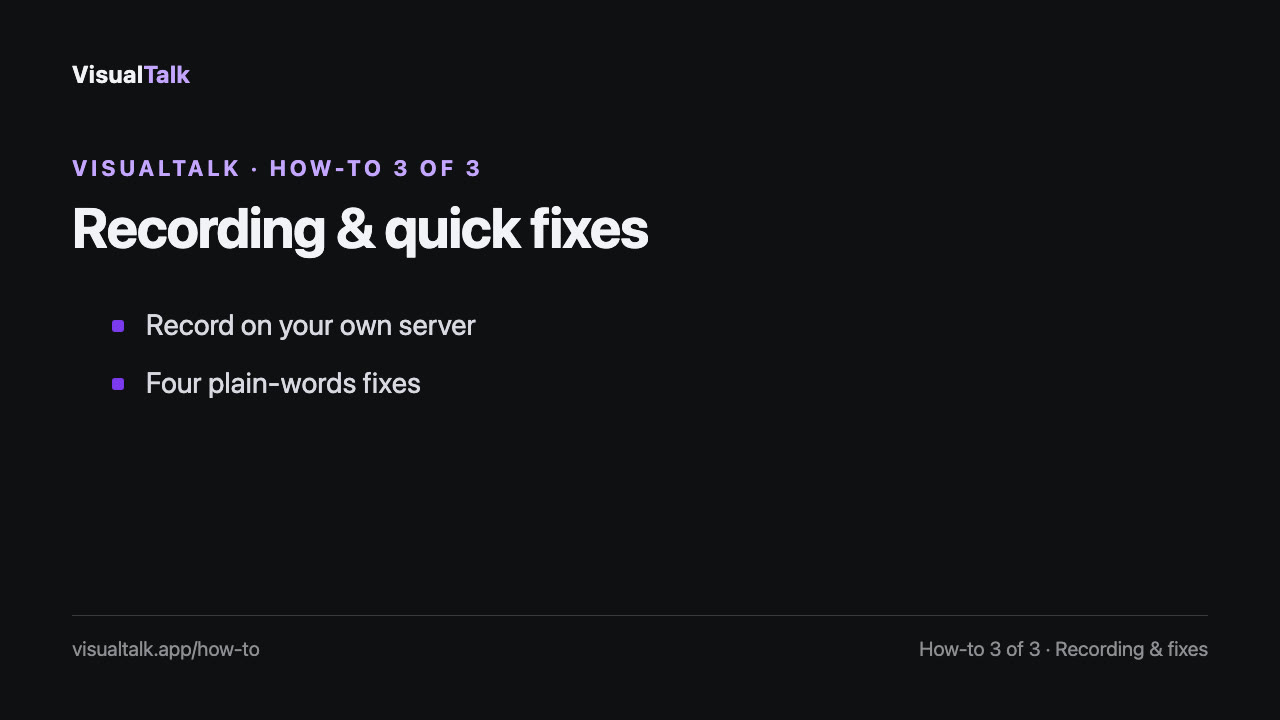 VisualTalk
VISUALTALK · HOW-TO 3 OF 3
Recording & quick fixes
Record on your own server
Four plain-words fixes
visualtalk.app/how-to
How-to 3 of 3 · Recording & fixes